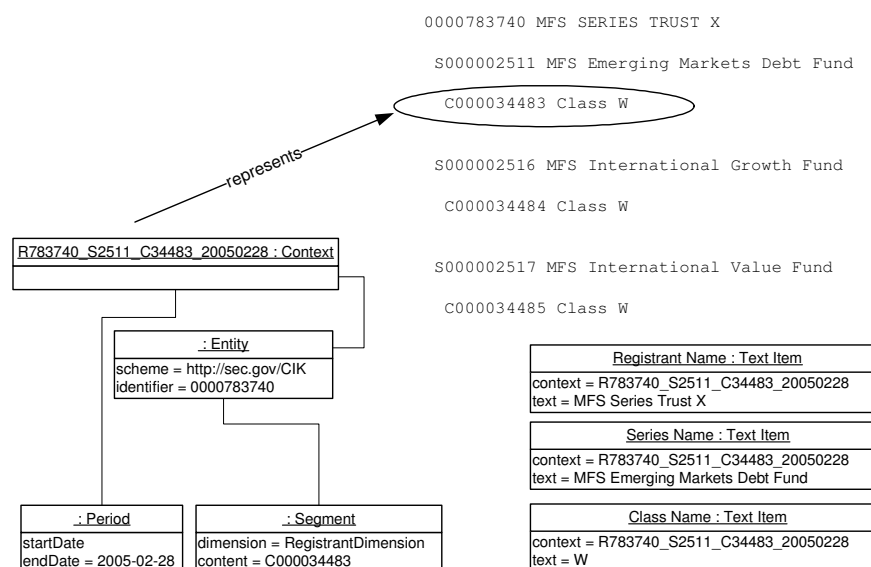 0000783740 MFS SERIES TRUST X
S000002511 MFS Emerging Markets Debt Fund
C000034483 Class W
represents
S000002516 MFS International Growth Fund
C000034484 Class W
S000002517 MFS International Value Fund
C000034485 Class W
R783740_S2511_C34483_20050228 : Context
: Entity
scheme = http://sec.gov/CIK
identifier = 0000783740
: Period
startDate
endDate = 2005-02-28
: Segment
dimension = RegistrantDimension
content = C000034483
Registrant Name : Text Item
context = R783740_S2511_C34483_20050228
text = MFS Series Trust X
Series Name : Text Item
context = R783740_S2511_C34483_20050228
text = MFS Emerging Markets Debt Fund
Class Name : Text Item
context = R783740_S2511_C34483_20050228
text = W